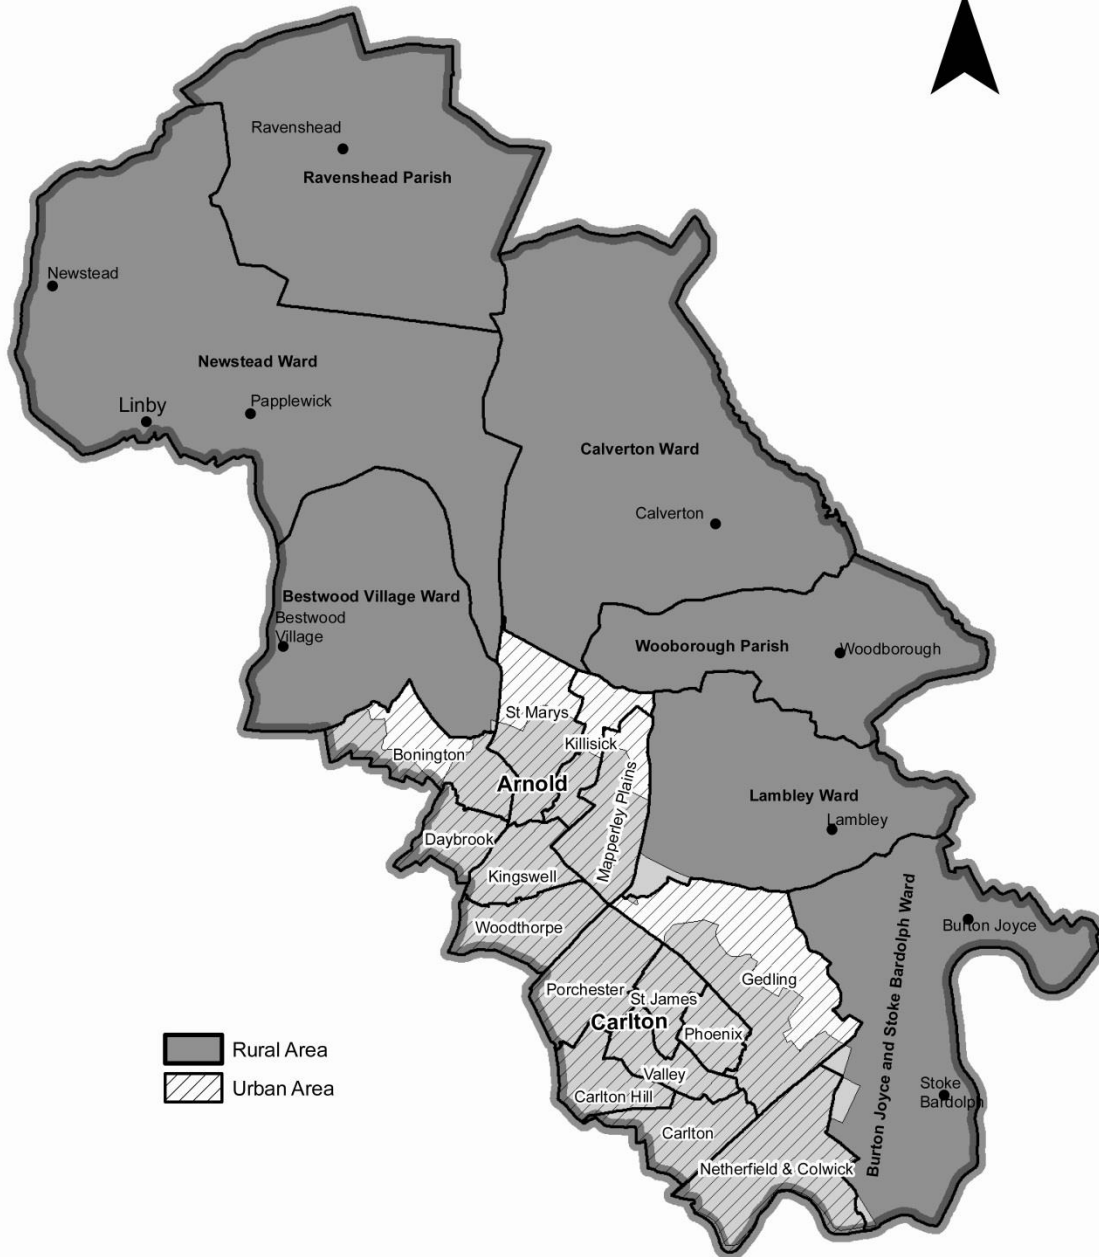 Ravenshead
Ravenshead Parish
Newstead
Newstead Ward
Linby
Papplewick
Calverton Ward
Calverton
Bestwood Village Ward
Bestwood
Village
Wooborough Parish
Woodborough
St Marys
Killisick
Bonington
Arnold
Mapperley Plains
Lambley Ward
Lambley
Daybrook
Kingswell
Woodthorpe
Burton Joyce
Burton Joyce and Stoke Bardolph Ward
Gedling
Porchester
St James
Carlton
Phoenix
Valley
Carlton Hill
Carlton
Stoke
Bardolph
Netherfield & Colwick
Rural Area
Urban Area